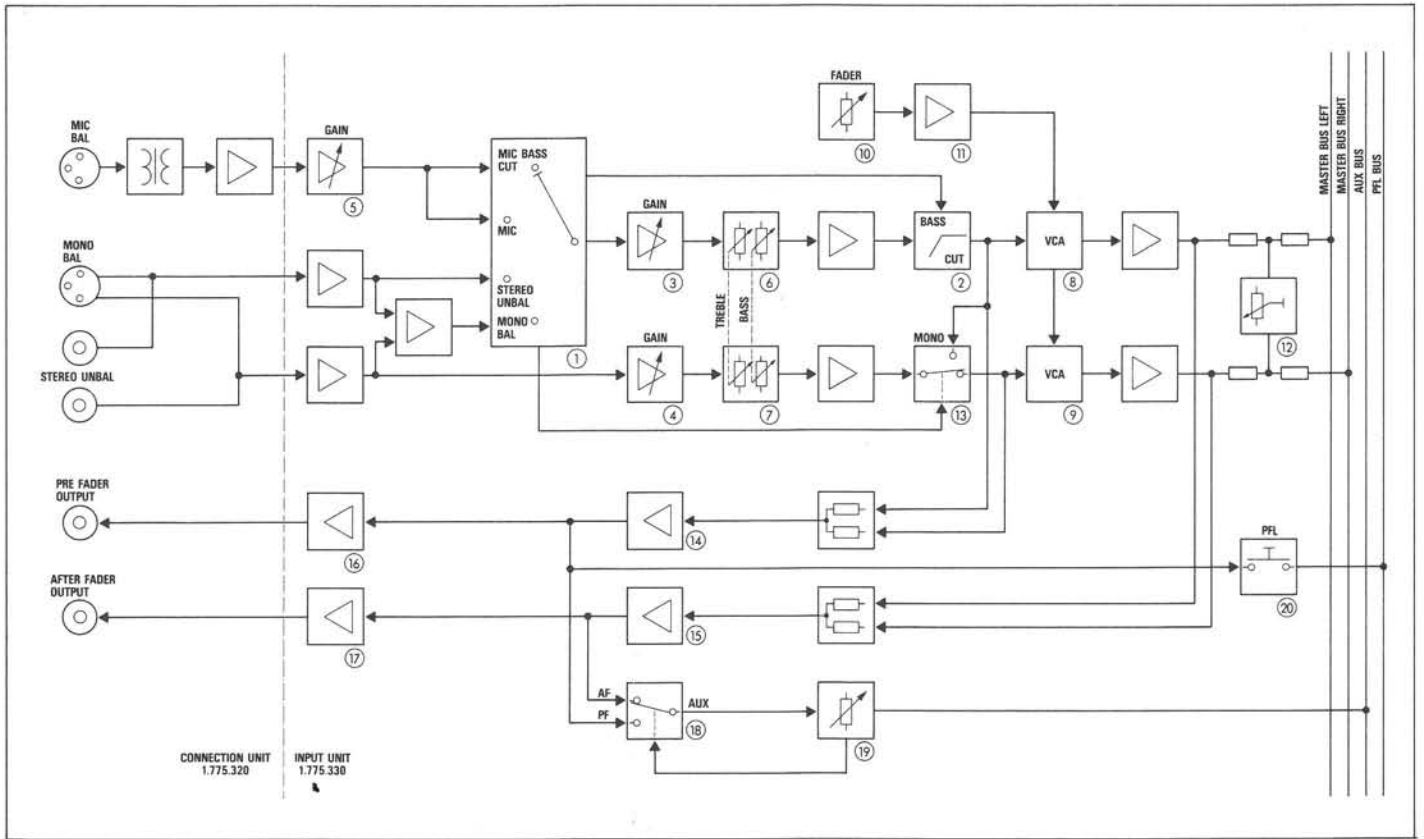 FADER
MASTER BUS LEFT
MASTER BUS RIGHT
AUX BUS
PFL BUS
MIC
BAL
GAIN
MIC BASS
CUT
⑩
⑪
⑤
MIC
GAIN
BASS
CUT
VCA
MONO
BAL
③
⑥
②
⑧
STEREO
UNBAL
TREBLE
BASS
MONO
BAL
①
GAIN
MONO
VCA
⑫
STEREO UNBAL
④
⑦
⑬
⑨
PRE FADER
OUTPUT
⑯
⑭
PFL
⑳
AFTER FADER
OUTPUT
⑰
⑮
AF
PF
AUX
⑱
⑲
CONNECTION UNIT
1.775.320
INPUT UNIT
1.775.330